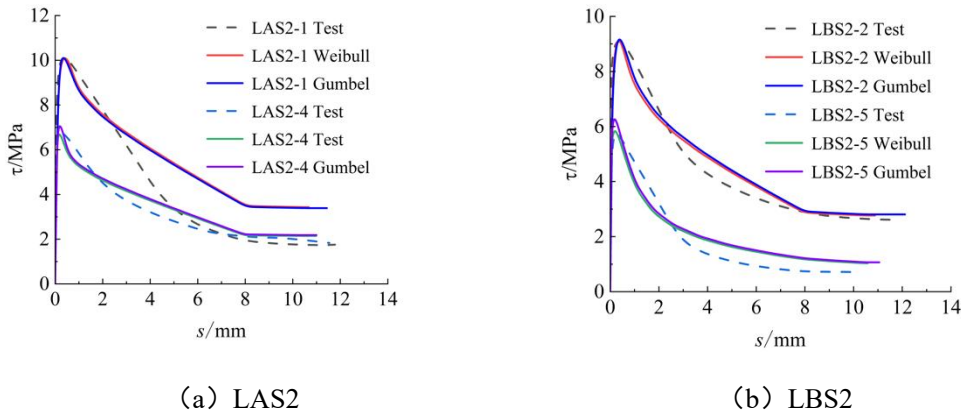 τ/MPa
12
10
8
6
4
2
0
0 2 4 6 8 10 12 14
s/mm
LAS2-1 Test
LAS2-1 Weibull
LAS2-1 Gumbel
LAS2-4 Test
LAS2-4 Test
LAS2-4 Gumbel
(a) LAS2
τ/MPa
10
8
6
4
2
0
0 2 4 6 8 10 12 14
s/mm
LBS2-2 Test
LBS2-2 Weibull
LBS2-2 Gumbel
LBS2-5 Test
LBS2-5 Weibull
LBS2-5 Gumbel
(b) LBS2